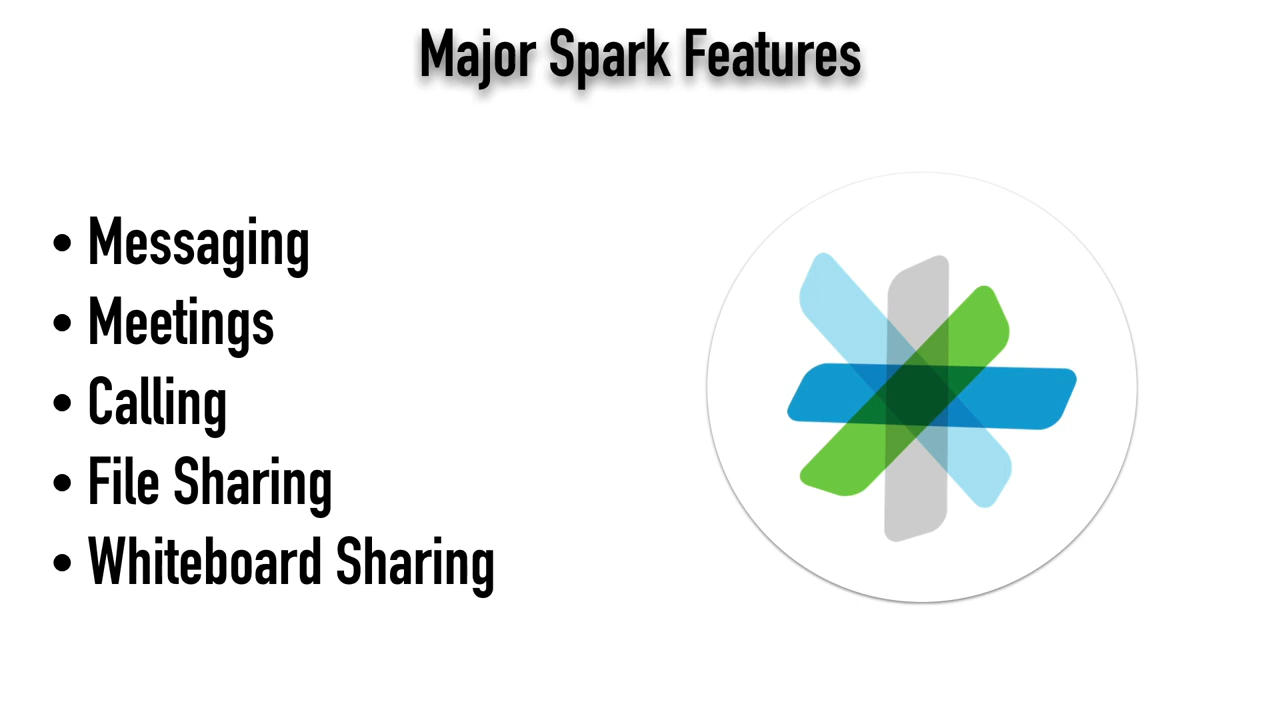 Major Spark Features
• Messaging
• Meetings
• Calling
• File Sharing
• Whiteboard Sharing